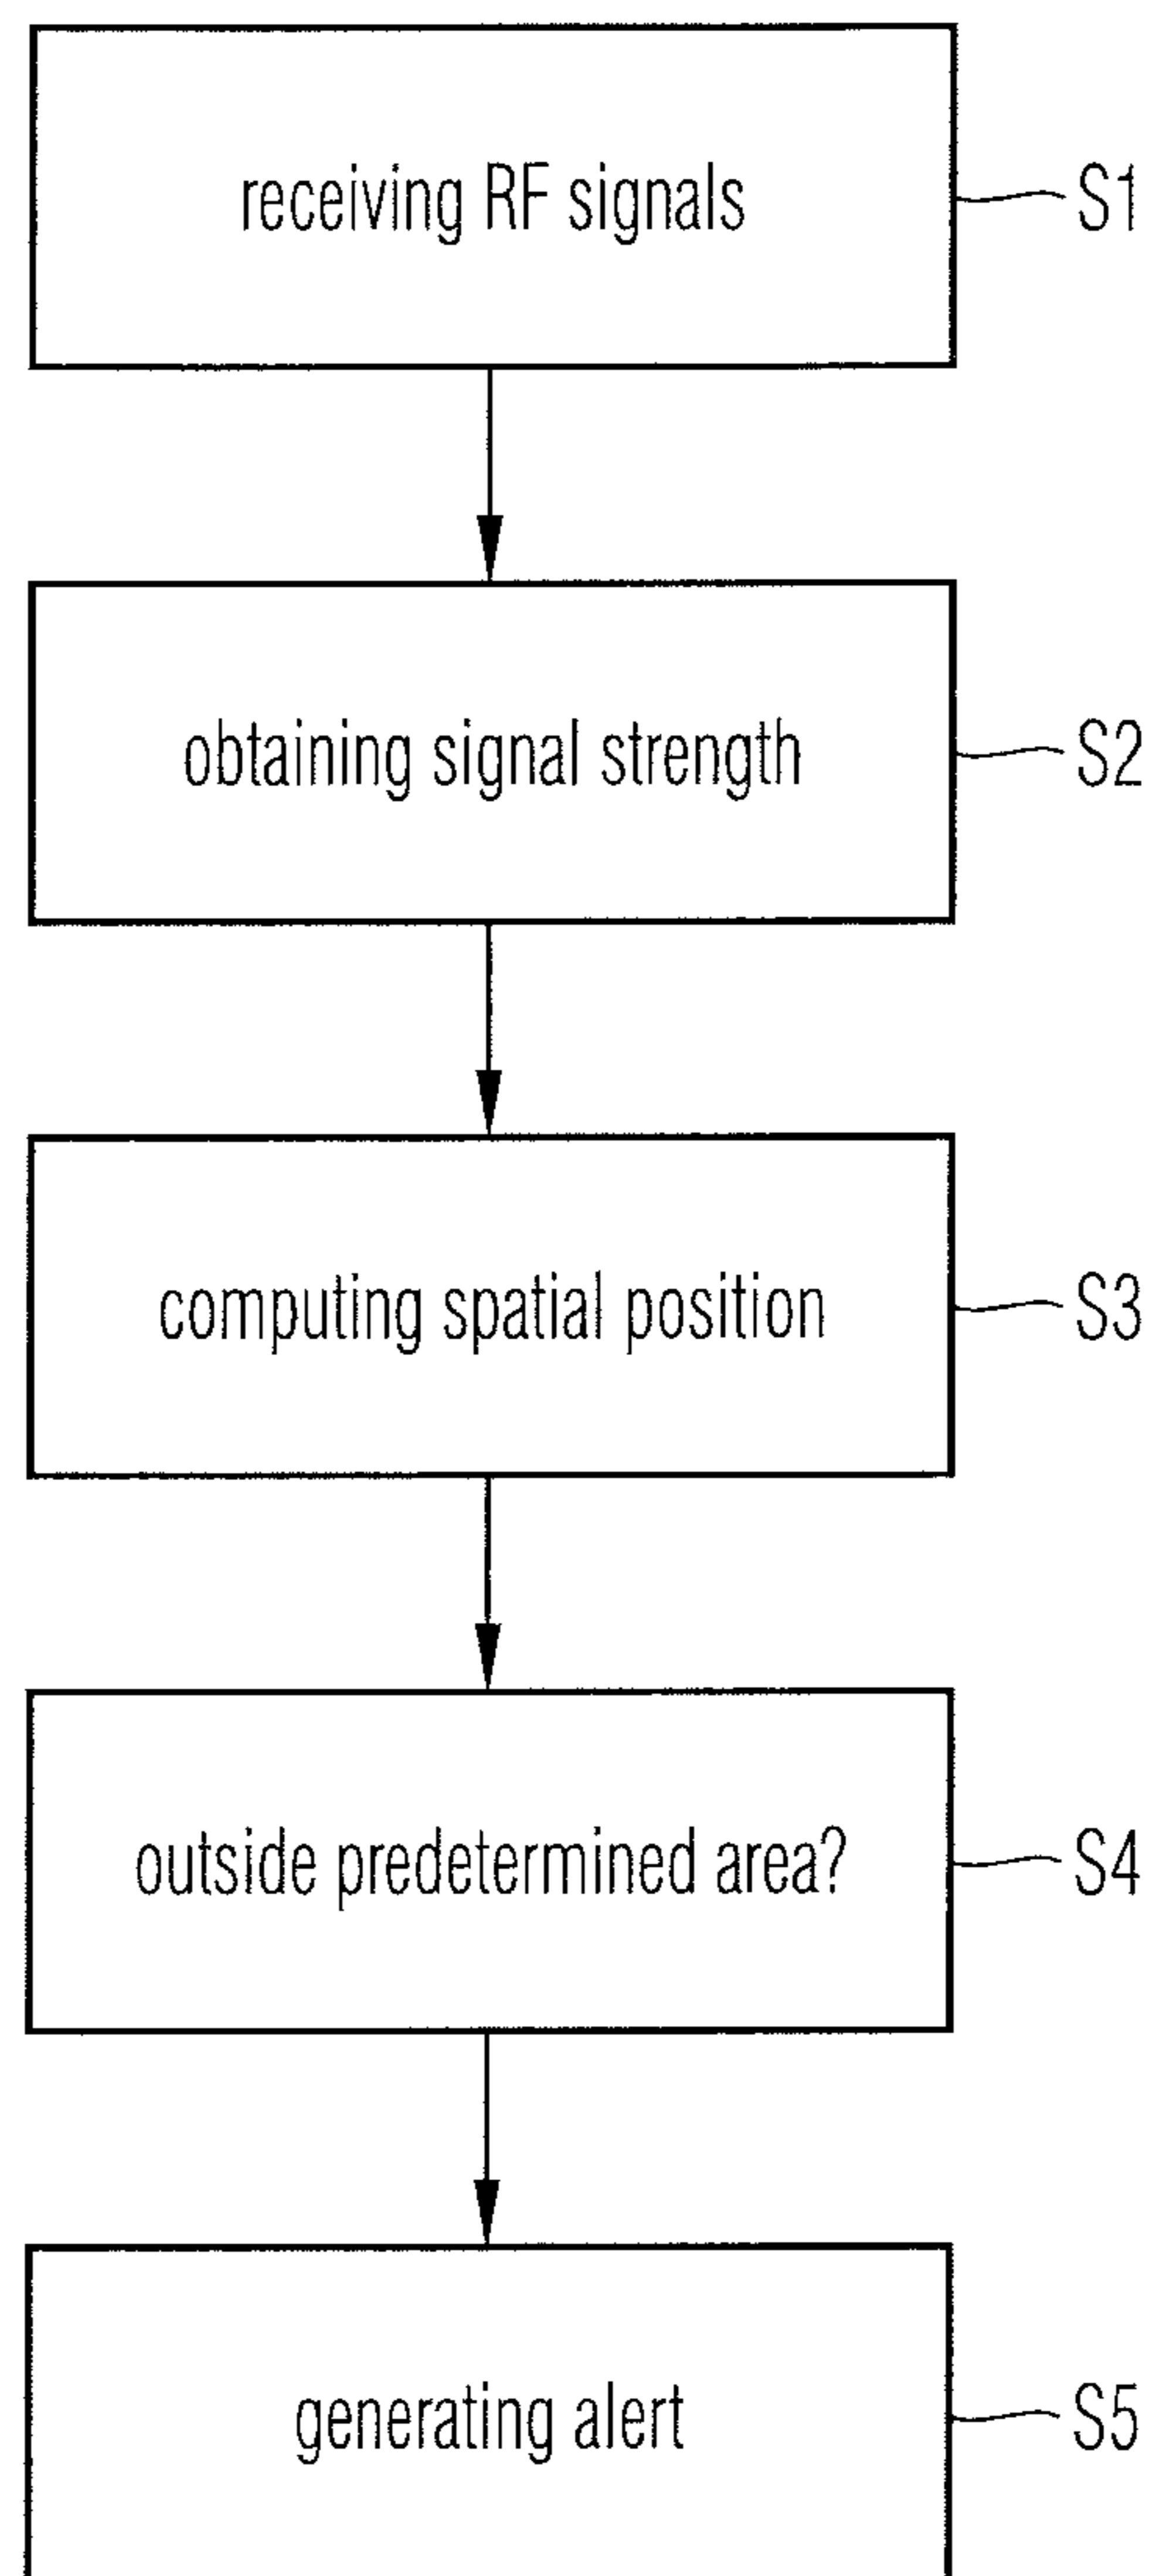 receiving RF signals S1
obtaining signal strength S2
computing spatial position S3
outside predetermined area? S4
generating alert S5